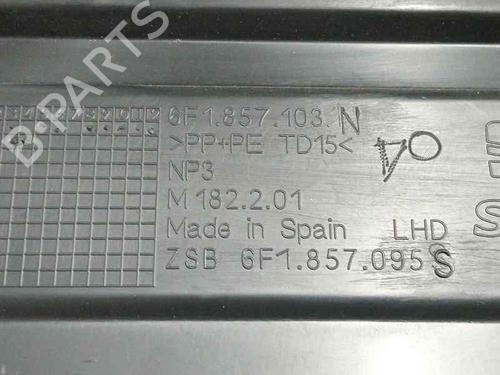 B-PARTS
6F1.857.103.N
>PP+PE TD15<
NP3
M 182.2.01
Made in Spain LHD
ZSB 6F1.857.095 S